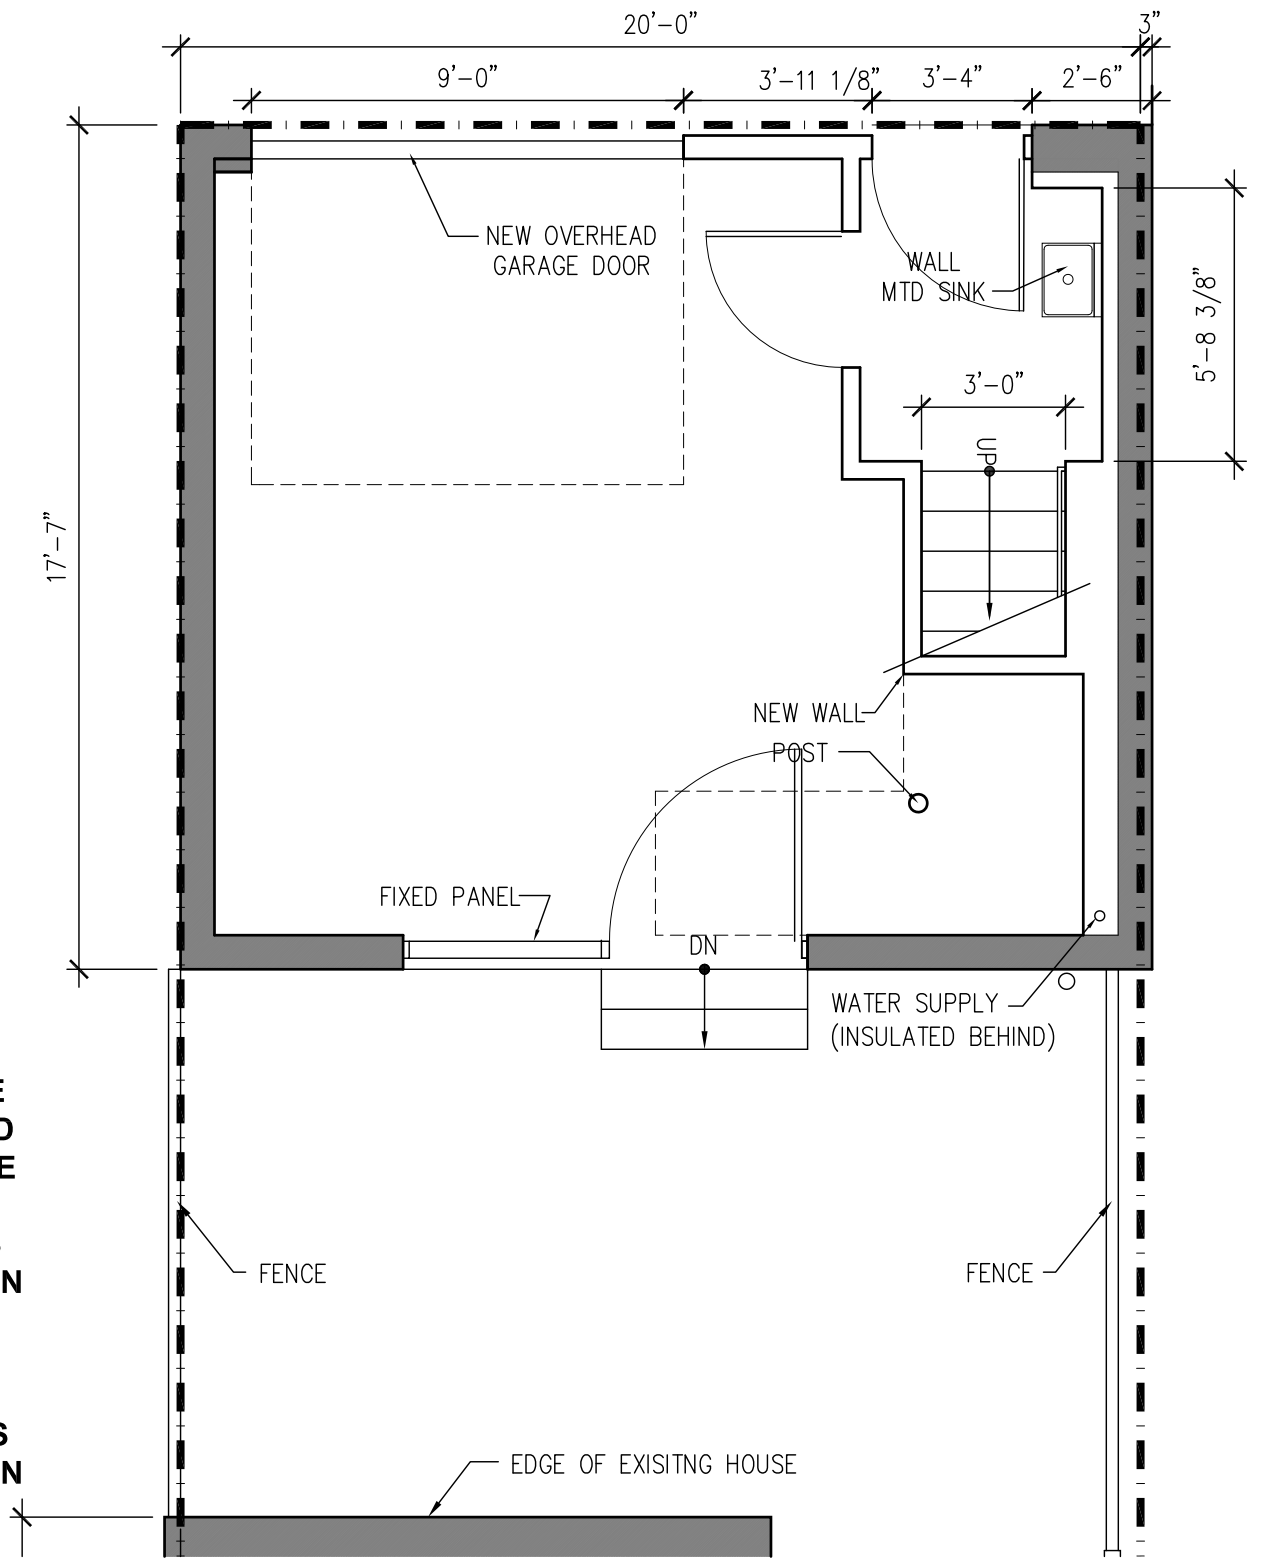 20'-0"
3"
9'-0"
3'-11 1/8"
3'-4"
2'-6"
NEW OVERHEAD
GARAGE DOOR
WALL
MTD SINK
5'-8 3/8"
3'-0"
UP
17'-7"
NEW WALL
POST
FIXED PANEL
DN
WATER SUPPLY
(INSULATED BEHIND)
E
D
E
N
FENCE
FENCE
S
N
EDGE OF EXISITNG HOUSE